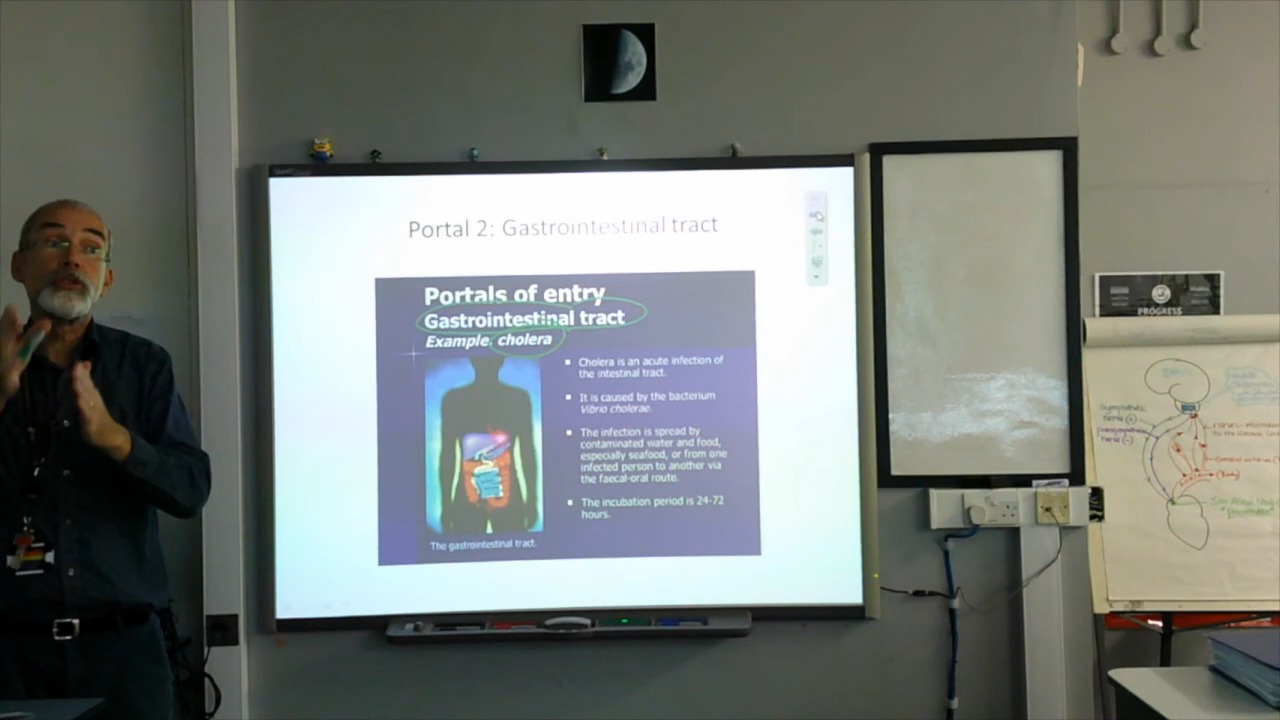 Portal 2: Gastrointestinal tract
Portals of entry
Gastrointestinal tract
Example cholera
▪ Cholera is an acute infection of
the intestinal tract.
▪ It is caused by the bacterium
Vibrio cholerae.
▪ The infection is spread by
contaminated water and food,
especially seafood, or from one
infected person to another via
the faecal-oral route.
▪ The incubation period is 24-72
hours.
The gastrointestinal tract.
PROGRESS